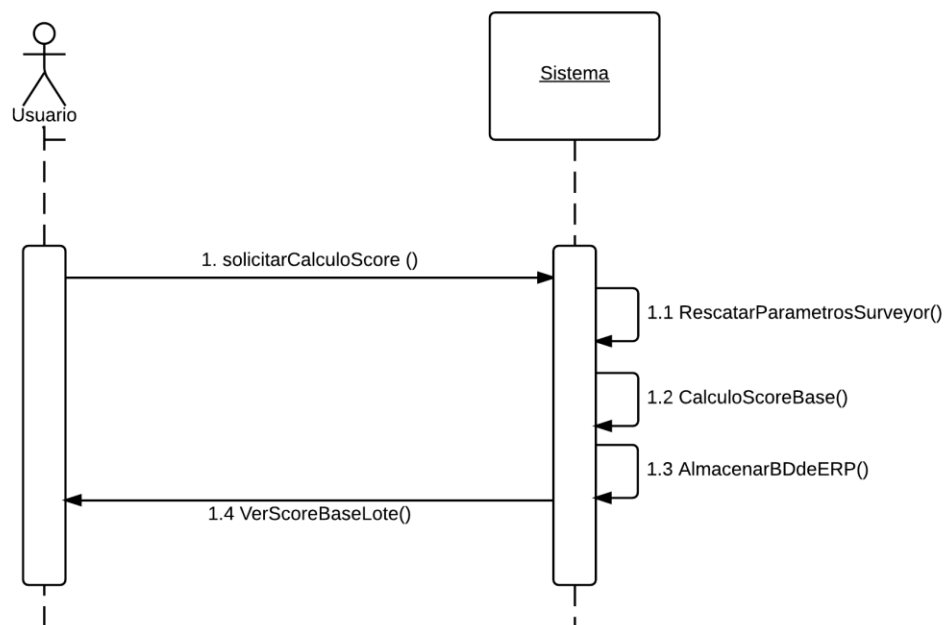 Usuario
Sistema
1. solicitarCalculoScore ()
1.1 RescatarParametrosSurveyor()
1.2 CalculoScoreBase()
1.3 AlmacenarBDdeERP()
1.4 VerScoreBaseLote()